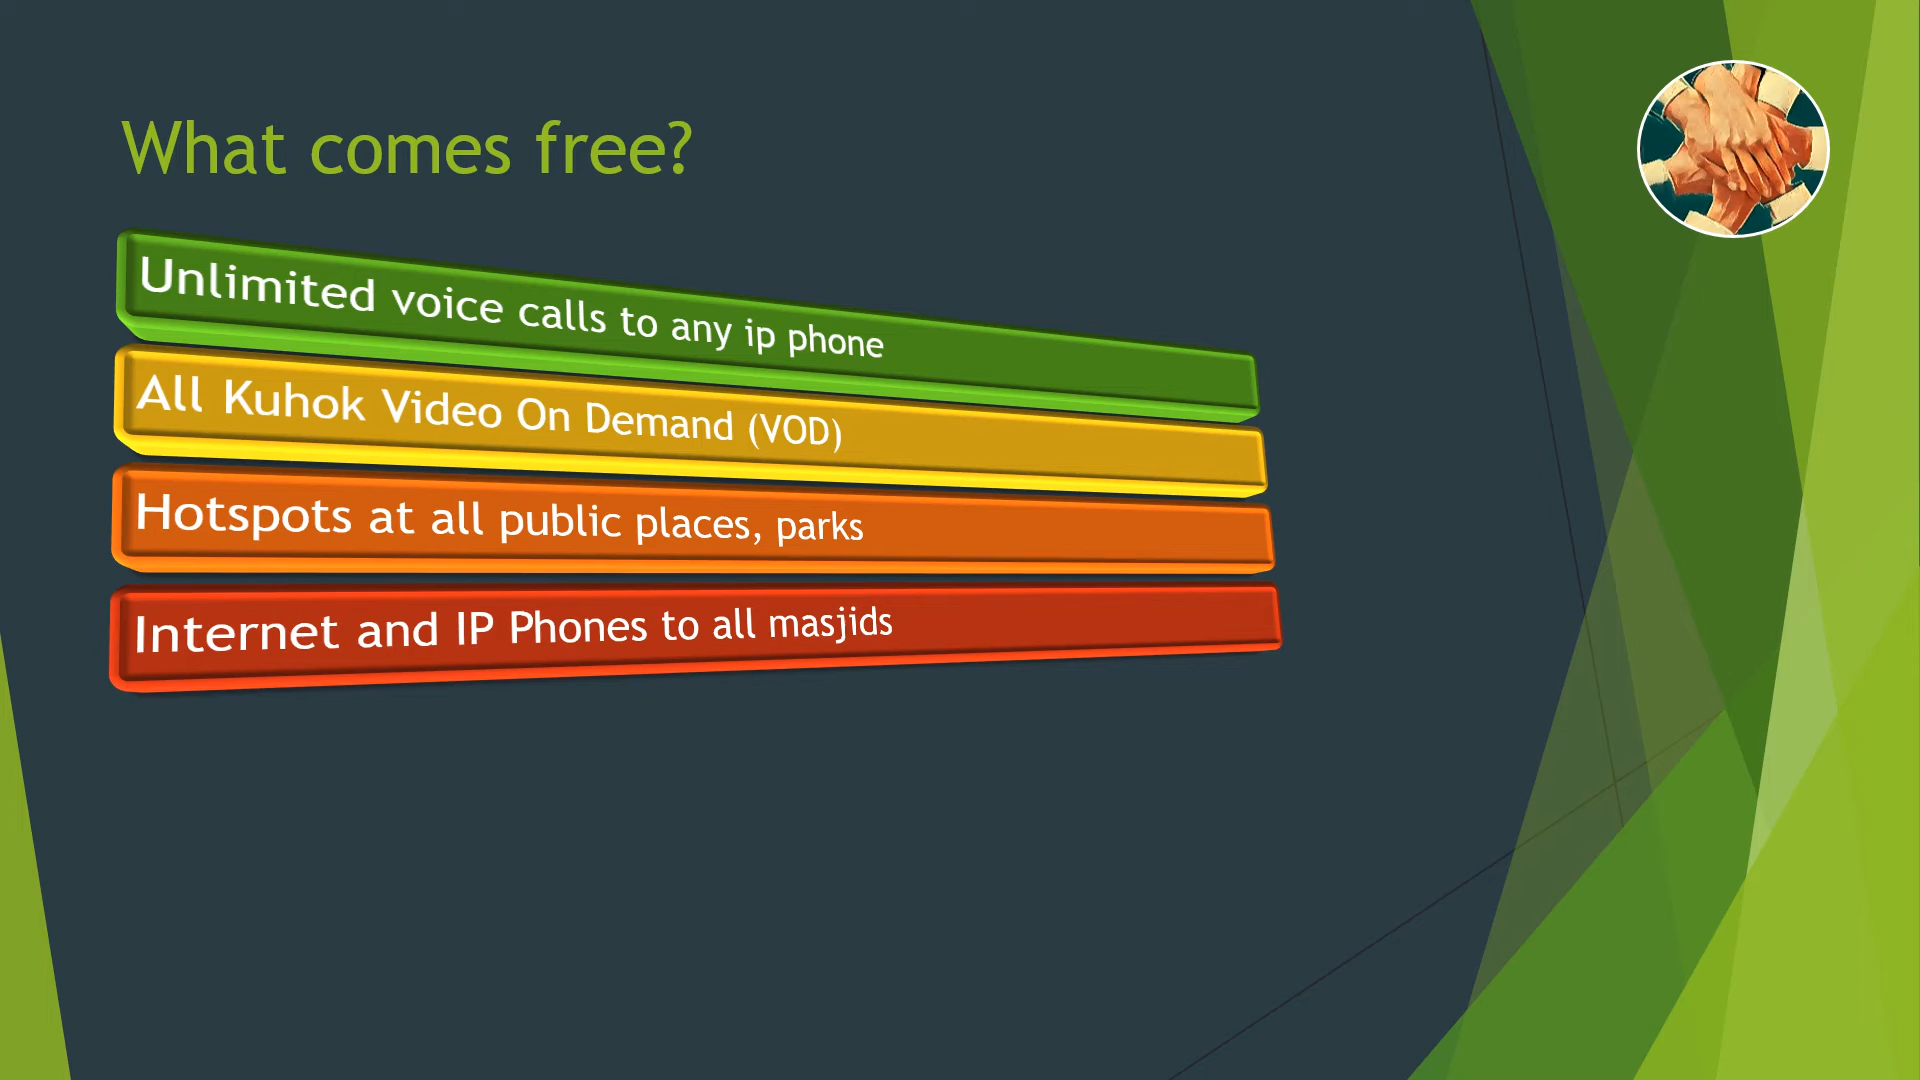 What comes free?
Unlimited voice calls to any ip phone
All Kuhok Video On Demand (VOD)
Hotspots at all public places, parks
Internet and IP Phones to all masjids